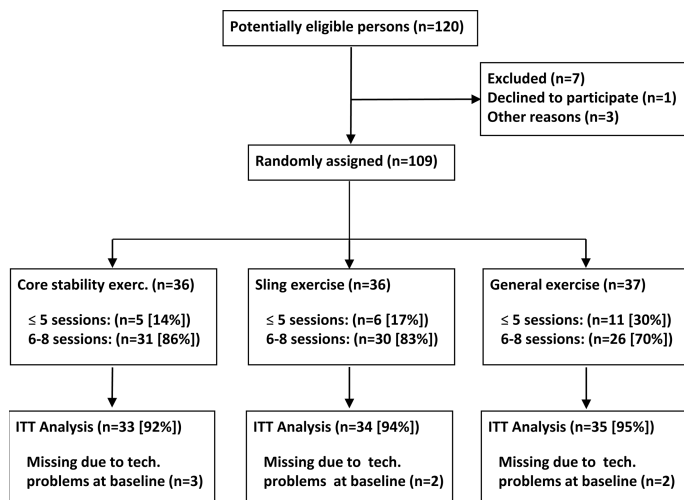 Potentially eligible persons (n=120)
Excluded (n=7)
Declined to participate (n=1)
Other reasons (n=3)
Randomly assigned (n=109)
Core stability exerc. (n=36)
≤ 5 sessions: (n=5 [14%])
6-8 sessions: (n=31 [86%])
Sling exercise (n=36)
≤ 5 sessions: (n=6 [17%])
6-8 sessions: (n=30 [83%])
General exercise (n=37)
≤ 5 sessions: (n=11 [30%])
6-8 sessions: (n=26 [70%])
ITT Analysis (n=33 [92%])
Missing due to tech.
problems at baseline (n=3)
ITT Analysis (n=34 [94%])
Missing due to tech.
problems at baseline (n=2)
ITT Analysis (n=35 [95%])
Missing due to tech.
problems at baseline (n=2)